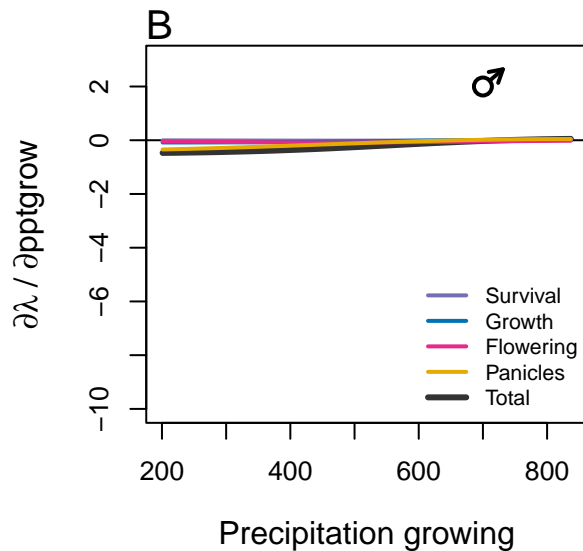 B
♂
2
0
−2
−4
−6
−10
∂λ / ∂pptgrow
Survival
Growth
Flowering
Panicles
Total
200
400
600
800
Precipitation growing